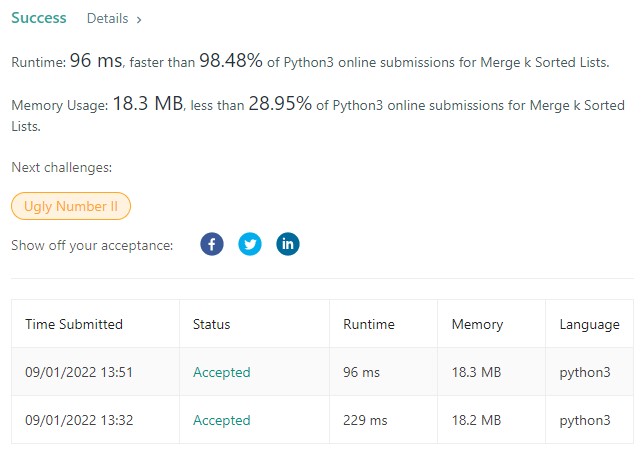 Success Details ›
Runtime: 96 ms, faster than 98.48% of Python3 online submissions for Merge k Sorted Lists.
Memory Usage: 18.3 MB, less than 28.95% of Python3 online submissions for Merge k Sorted
Lists.
Next challenges:
Ugly Number II
Show off your acceptance: f in
Time Submitted Status Runtime Memory Language
09/01/2022 13:51 Accepted 96 ms 18.3 MB python3
09/01/2022 13:32 Accepted 229 ms 18.2 MB python3